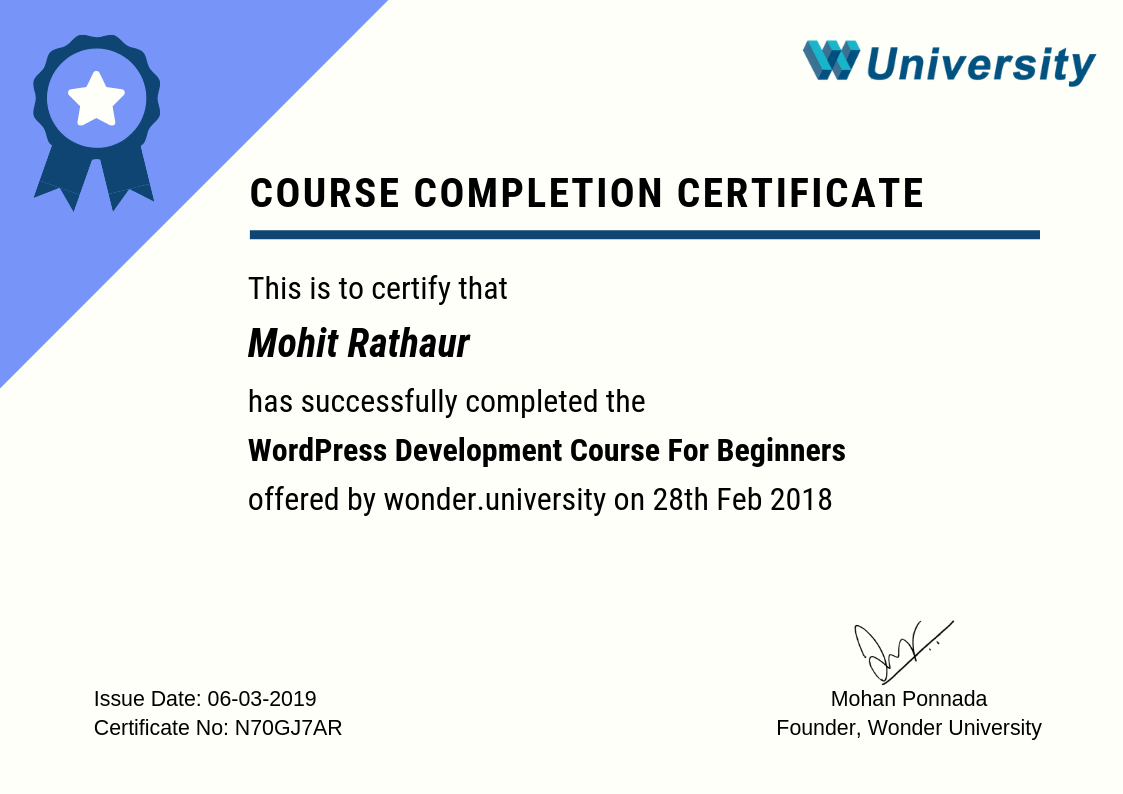 University
COURSE COMPLETION CERTIFICATE
This is to certify that
Mohit Rathaur
has successfully completed the
WordPress Development Course For Beginners
offered by wonder.university on 28th Feb 2018
Issue Date: 06-03-2019
Certificate No: N70GJ7AR
Mohan Ponnada
Founder, Wonder University